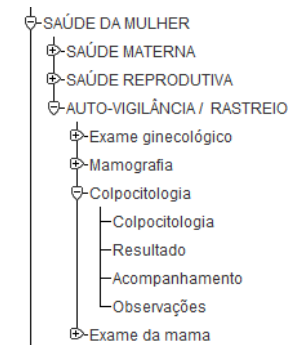 SAÚDE DA MULHER
SAÚDE MATERNA
SAÚDE REPRODUTIVA
AUTO-VIGILÂNCIA / RASTREIO
Exame ginecológico
Mamografia
Colpocitologia
Colpocitologia
Resultado
Acompanhamento
Observações
Exame da mama